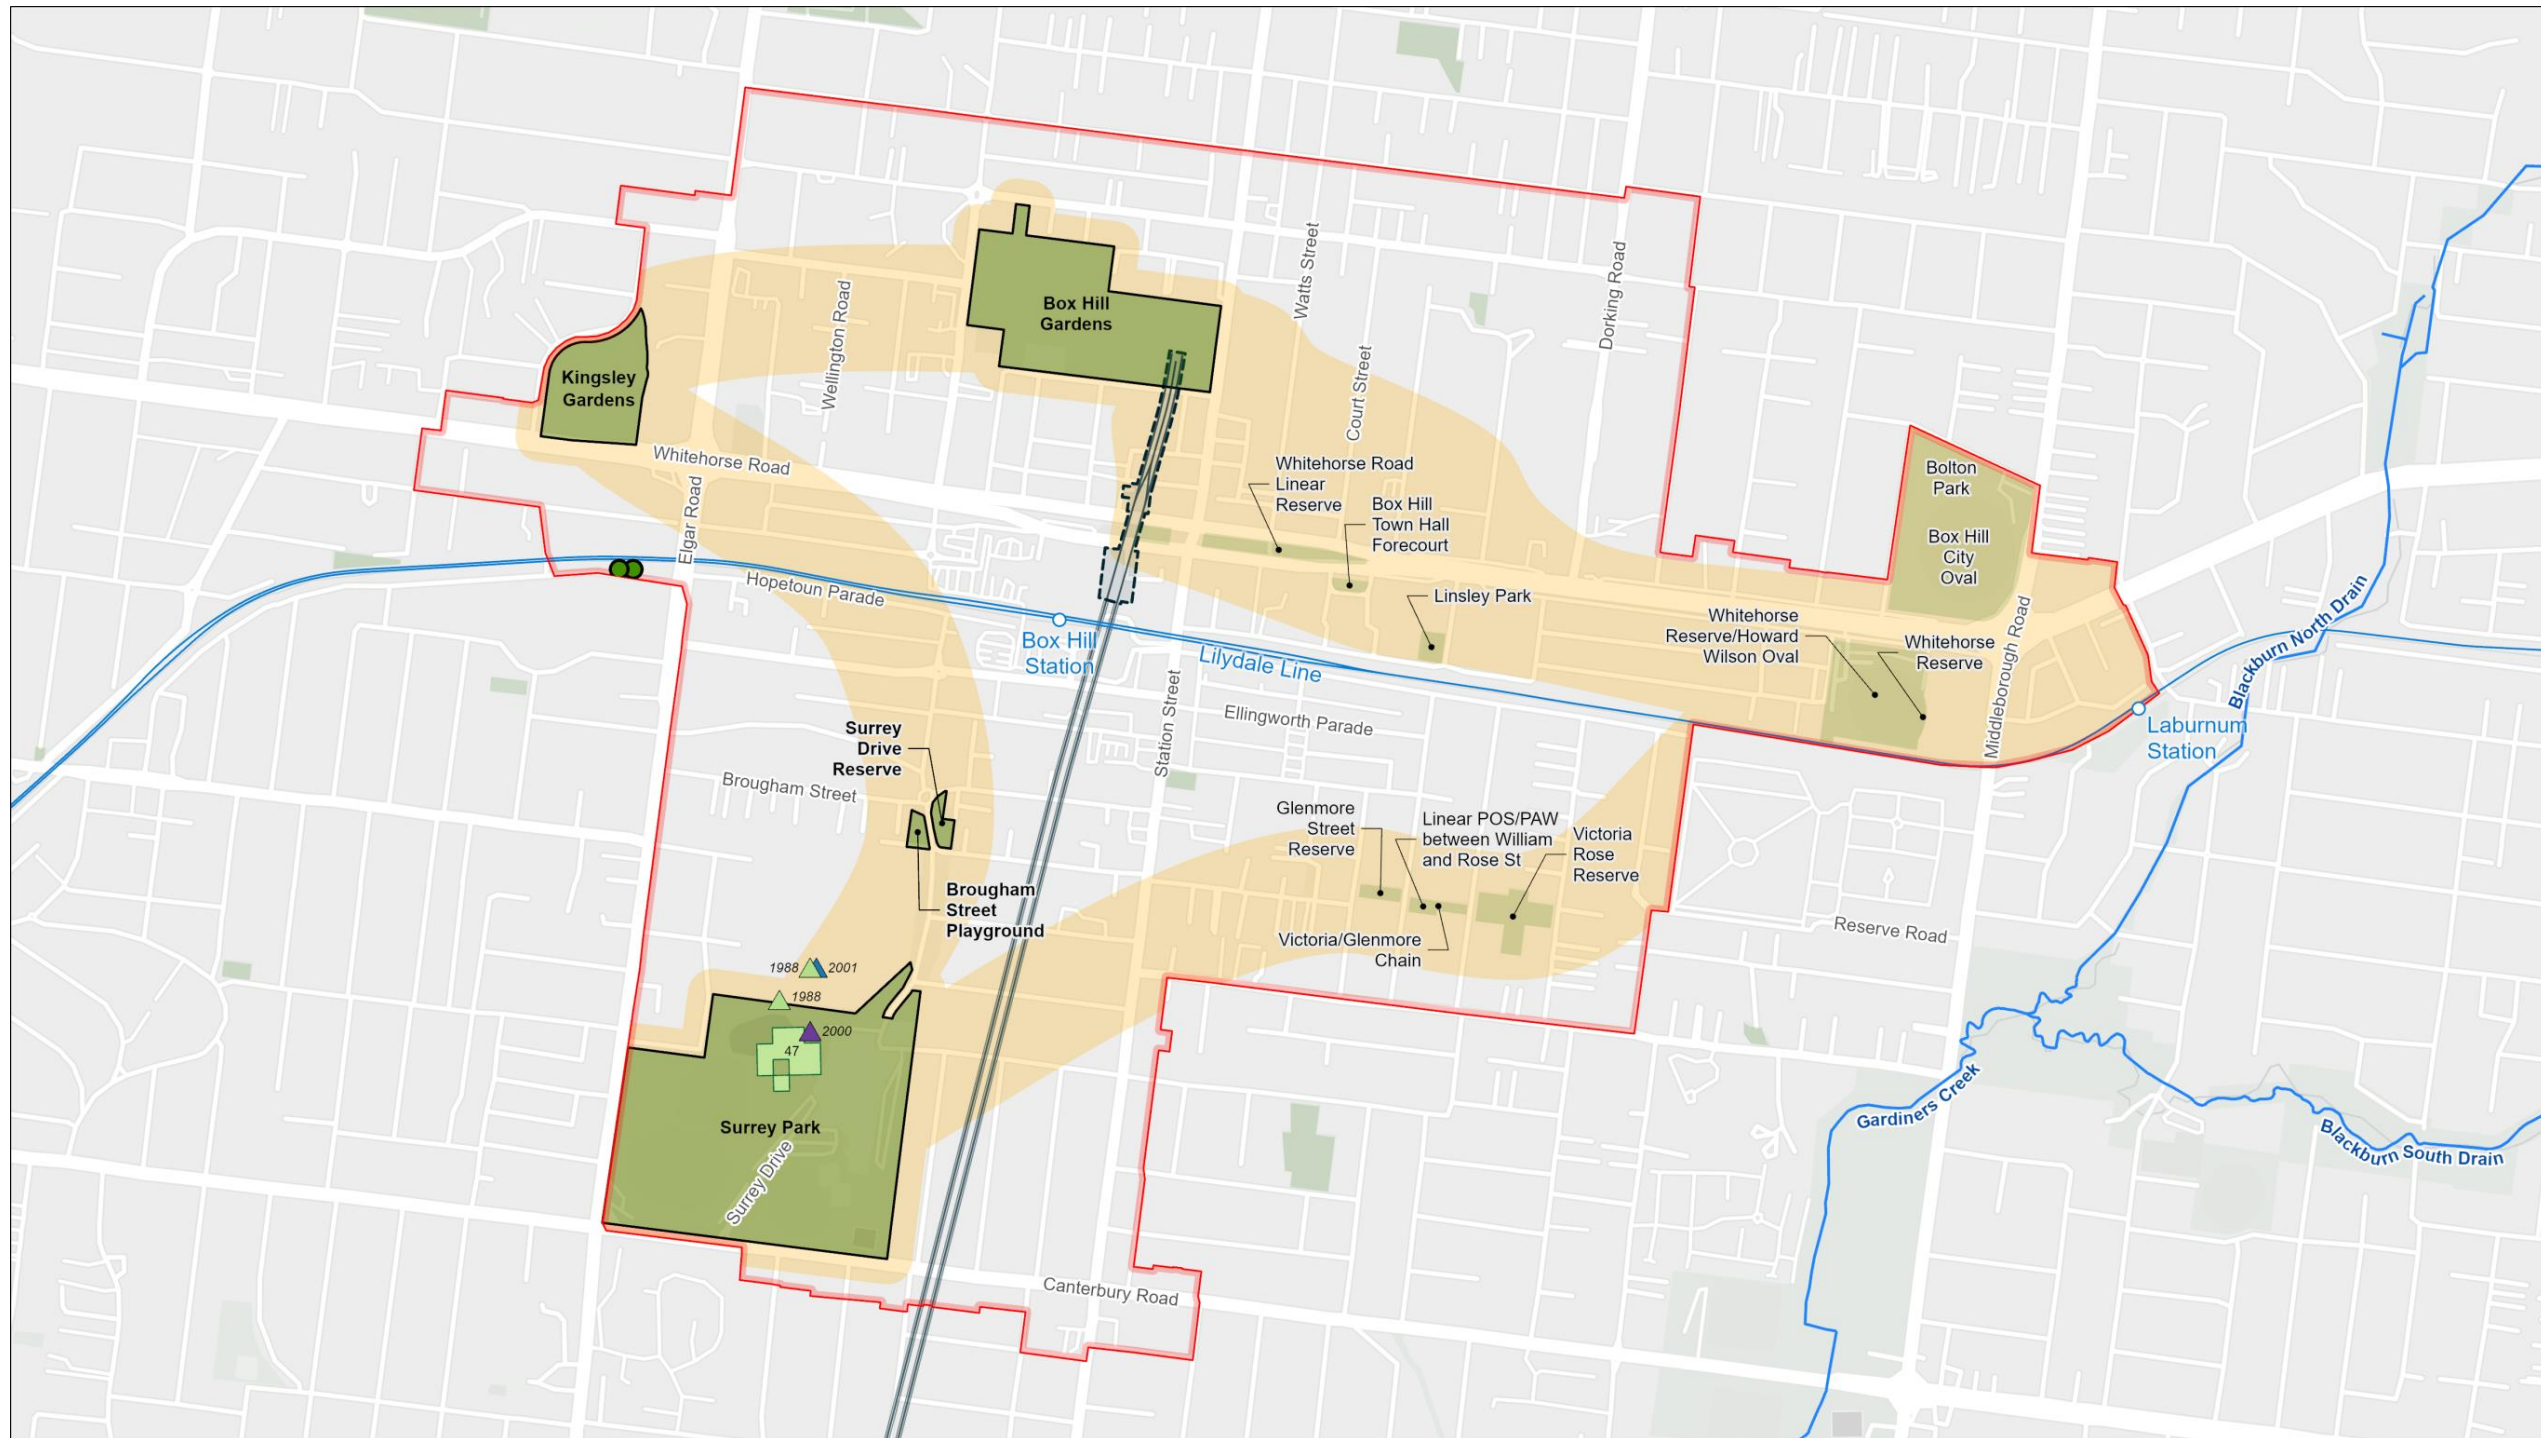 Box Hill
Gardens
Watts Street
Dorking Road
Wellington Road
Court Street
Kingsley
Gardens
Whitehorse Road
Elgar Road
Whitehorse Road
Linear
Reserve
Box Hill
Town Hall
Forecourt
Bolton
Park
Box Hill
City
Oval
Hopetoun Parade
Linsley Park
Whitehorse
Reserve/Howard
Wilson Oval
Whitehorse
Reserve
Middleborough Road
Blackburn North Drain
Box Hill
Station
Lilydale Line
Station Street
Ellingworth Parade
Laburnum
Station
Surrey
Drive
Reserve
Brougham Street
Glenmore
Street
Reserve
Linear POS/PAW
between William
and Rose St
Victoria
Rose
Reserve
Brougham
Street
Playground
Victoria/Glenmore
Chain
Reserve Road
1988
2001
1988
2000
47
Surrey Park
Surrey Drive
Gardiners Creek
Blackburn South Drain
Canterbury Road